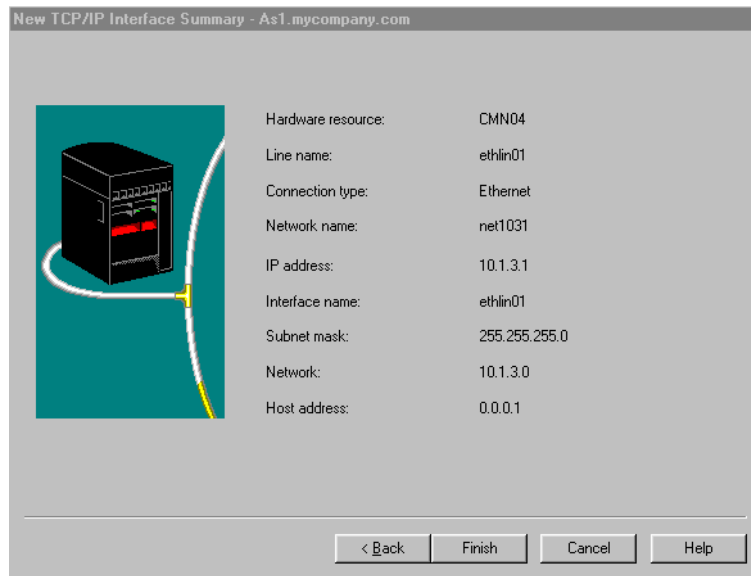 New TCP/IP Interface Summary - As1.mycompany.com
Hardware resource: CMN04
Line name: ethlin01
Connection type: Ethernet
Network name: net1031
IP address: 10.1.3.1
Interface name: ethlin01
Subnet mask: 255.255.255.0
Network: 10.1.3.0
Host address: 0.0.0.1
< Back Finish Cancel Help